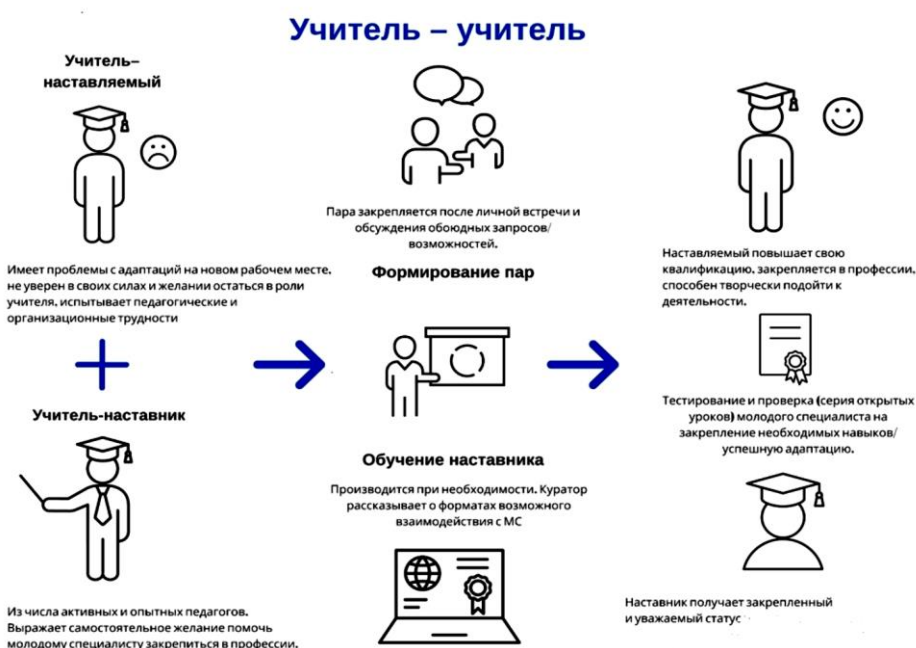 Учитель – учитель
Учитель–
наставляемый
Имеет проблемы с адаптаций на новом рабочем месте,
не уверен в своих силах и желании остаться в роли
учителя, испытывает педагогические и
организационные трудности
Учитель-наставник
Из числа активных и опытных педагогов.
Выражает самостоятельное желание помочь
молодому специалисту закрепиться в профессии.
Пара закрепляется после личной встречи и
обсуждения обоюдных запросов/
возможностей.
Формирование пар
Обучение наставника
Производится при необходимости. Куратор
рассказывает о форматах возможного
взаимодействия с МС
Наставляемый повышает свою
квалификацию, закрепляется в профессии,
способен творчески подойти к
деятельности.
Тестирование и проверка (серия открытых
уроков) молодого специалиста на
закрепление необходимых навыков/
успешную адаптацию.
Наставник получает закрепленный
и уважаемый статус